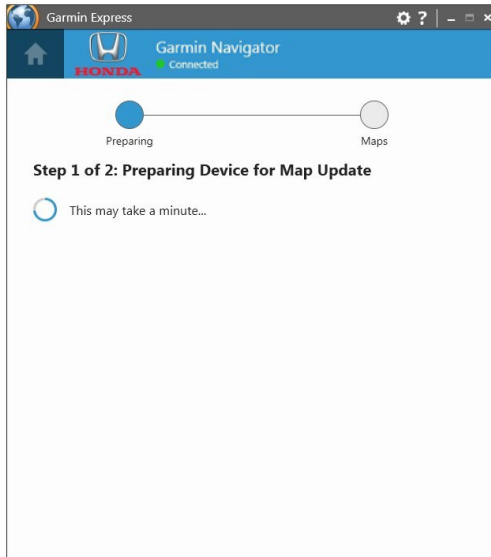 Garmin Express
?
Garmin Navigator
Connected
HONDA
Preparing
Maps
Step 1 of 2: Preparing Device for Map Update
This may take a minute...